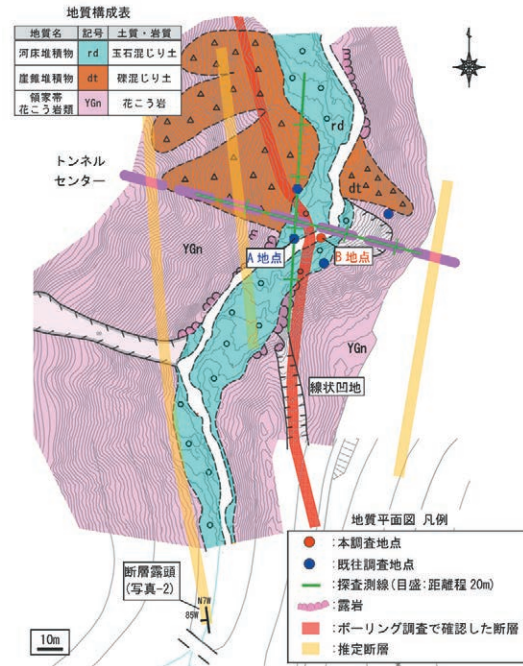 地質構成表
地質名 記号 土質・岩質
河床堆積物 rd 玉石混じり土
崖錐堆積物 dt 礫混じり土
領家帯
花こう岩類 YGn 花こう岩
トンネル
センター
rd
dt
YGn
A地点
B地点
YGn
線状凹地
断層露頭
(写真-2)
N7W
85W
10m
地質平面図 凡例
:本調査地点
:既往調査地点
:探査測線(目盛:距離程20m)
:露岩
:ボーリング調査で確認した断層
:推定断層